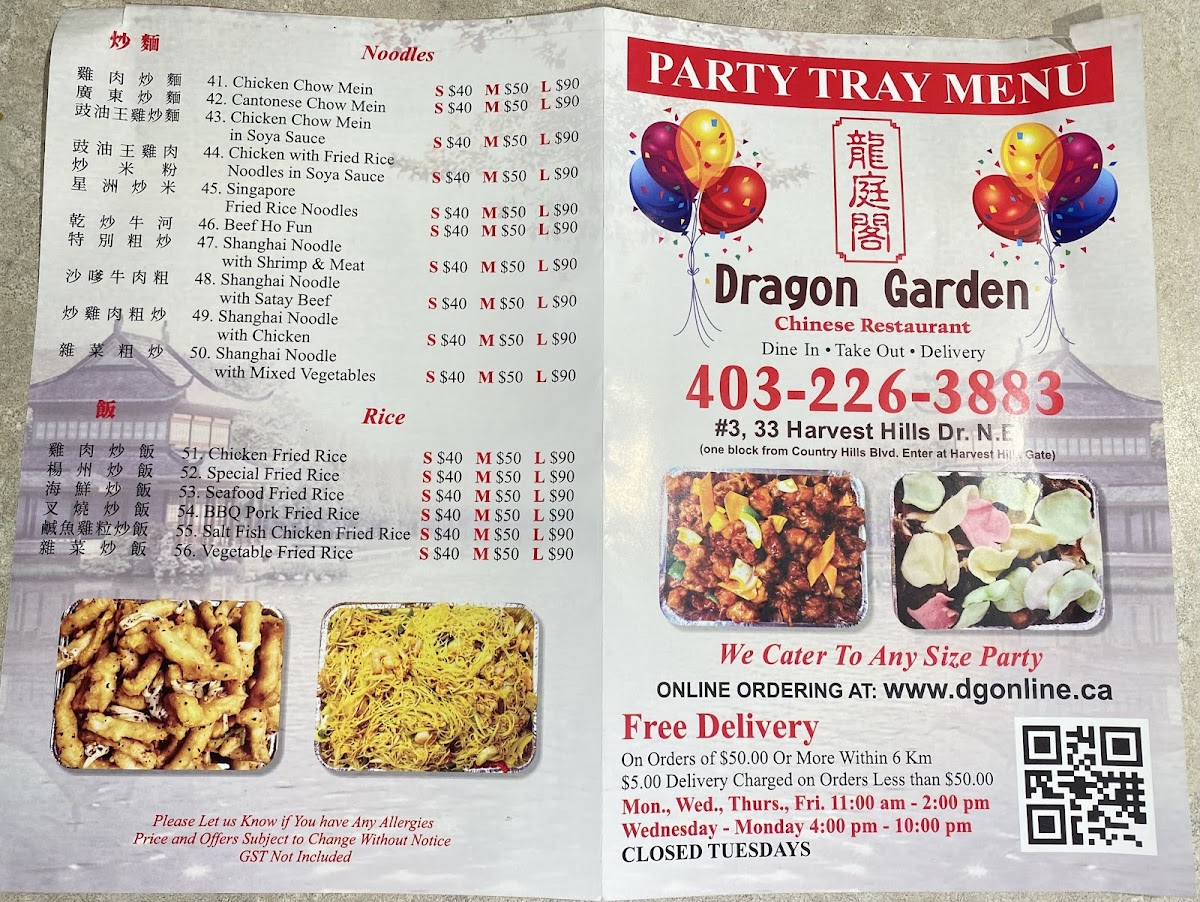 炒麵
Noodles
雞肉炒麵 41. Chicken Chow Mein S $40 M $50 L $90
廣東炒麵 42. Cantonese Chow Mein S $40 M $50 L $90
豉油王雞炒麵 43. Chicken Chow Mein
in Soya Sauce S $40 M $50 L $90
豉油王雞肉 44. Chicken with Fried Rice
炒米粉 Noodles in Soya Sauce S $40 M $50 L $90
星洲炒米 45. Singapore
Fried Rice Noodles S $40 M $50 L $90
乾炒牛河 46. Beef Ho Fun S $40 M $50 L $90
特別粗炒 47. Shanghai Noodle
with Shrimp & Meat S $40 M $50 L $90
沙嗲牛肉粗 48. Shanghai Noodle
with Satay Beef S $40 M $50 L $90
炒雞肉粗炒 49. Shanghai Noodle
with Chicken S $40 M $50 L $90
雜菜粗炒 50. Shanghai Noodle
with Mixed Vegetables S $40 M $50 L $90
飯
Rice
雞肉炒飯 51. Chicken Fried Rice S $40 M $50 L $90
楊州炒飯 52. Special Fried Rice S $40 M $50 L $90
海鮮炒飯 53. Seafood Fried Rice S $40 M $50 L $90
叉燒炒飯 54. BBQ Pork Fried Rice S $40 M $50 L $90
鹹魚雞粒炒飯 55. Salt Fish Chicken Fried Rice S $40 M $50 L $90
雜菜炒飯 56. Vegetable Fried Rice S $40 M $50 L $90
Please Let us Know if You have Any Allergies
Price and Offers Subject to Change Without Notice
GST Not Included
PARTY TRAY MENU
龍庭閣
Dragon Garden
Chinese Restaurant
Dine In • Take Out • Delivery
403-226-3883
#3, 33 Harvest Hills Dr. N.E
(one block from Country Hills Blvd. Enter at Harvest Hills Gate)
We Cater To Any Size Party
ONLINE ORDERING AT: www.dgonline.ca
Free Delivery
On Orders of $50.00 Or More Within 6 Km
$5.00 Delivery Charged on Orders Less than $50.00
Mon., Wed., Thurs., Fri. 11:00 am - 2:00 pm
Wednesday - Monday 4:00 pm - 10:00 pm
CLOSED TUESDAYS